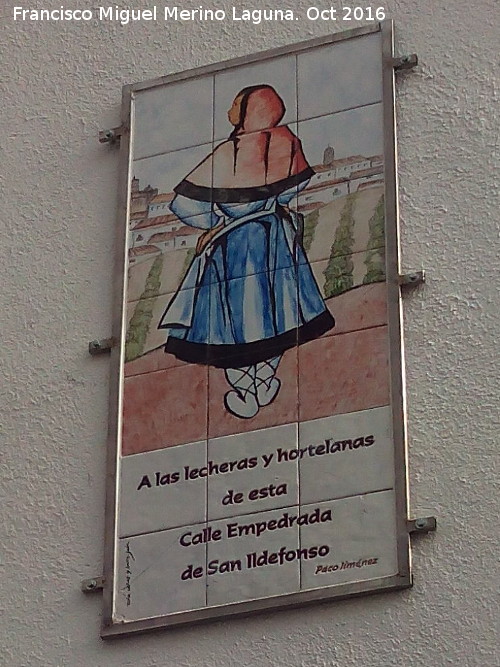 Francisco Miguel Merino Laguna. Oct 2016
A las lecheras y hortelanas
de esta
Calle Empedrada
de San Ildefonso
Paco Jiménez